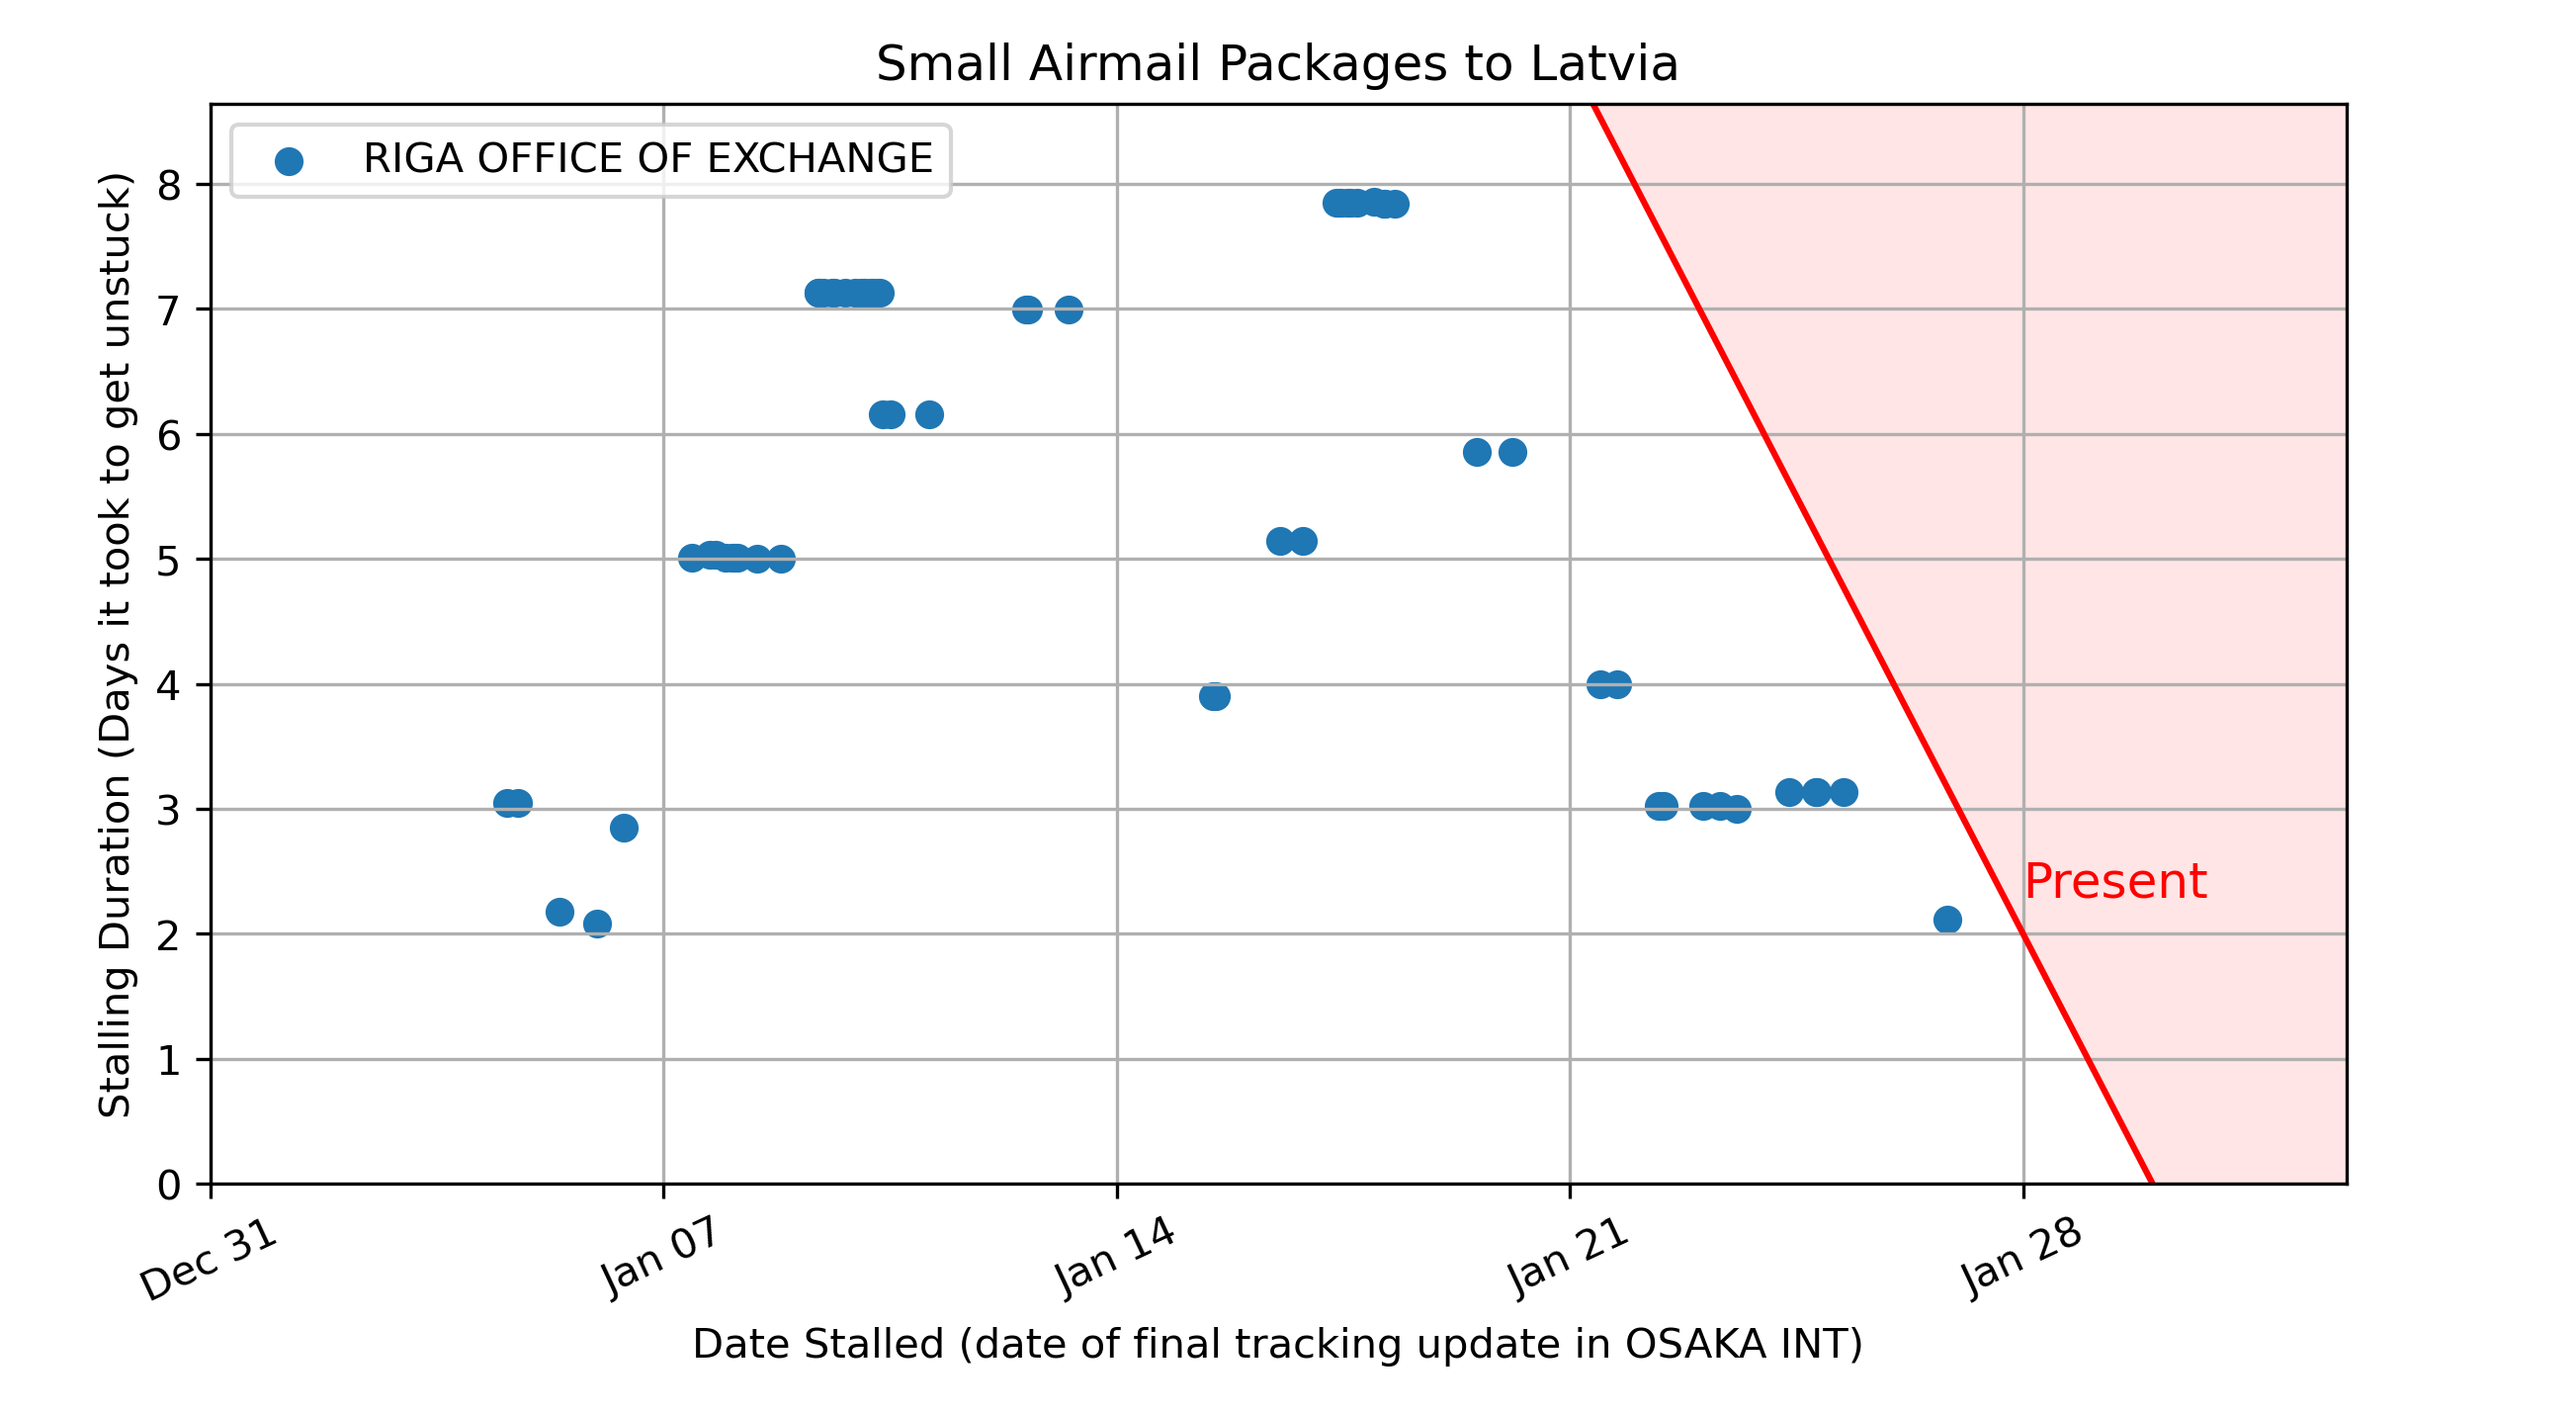 Small Airmail Packages to Latvia
RIGA OFFICE OF EXCHANGE
Stalling Duration (Days it took to get unstuck)
8
7
6
5
4
3
2
1
0
Present
Dec 31
Jan 07
Jan 14
Jan 21
Jan 28
Date Stalled (date of final tracking update in OSAKA INT)